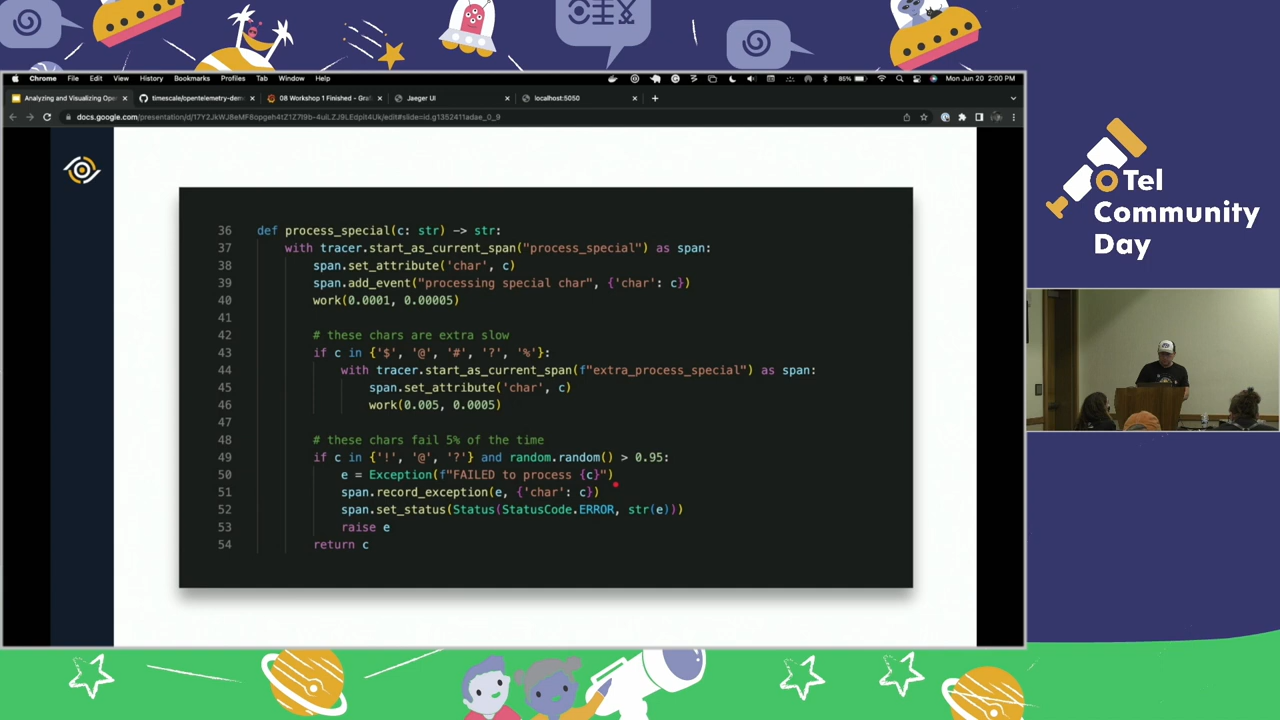 Chrome File Edit View History Bookmarks Profiles Tab Window Help
85% Mon Jun 20 2:00 PM
Analyzing and Visualizing Ope
timescale/opentelemetry-dem
08 Workshop 1 Finished - Gra
Jaeger UI
localhost:5050
36 def process_special(c: str) -> str:
37 with tracer.start_as_current_span("process_special") as span:
38 span.set_attribute('char', c)
39 span.add_event("processing special char", {'char': c})
40 work(0.0001, 0.00005)
41
42 # these chars are extra slow
43 if c in {'$', '@', '#', '?', '%'}:
44 with tracer.start_as_current_span(f"extra_process_special") as span:
45 span.set_attribute('char', c)
46 work(0.005, 0.0005)
47
48 # these chars fail 5% of the time
49 if c in {'!', '@', '?'} and random.random() > 0.95:
50 e = Exception(f"FAILED to process {c}")
51 span.record_exception(e, {'char': c})
52 span.set_status(Status(StatusCode.ERROR, str(e)))
53 raise e
54 return c
OTel
Community
Day